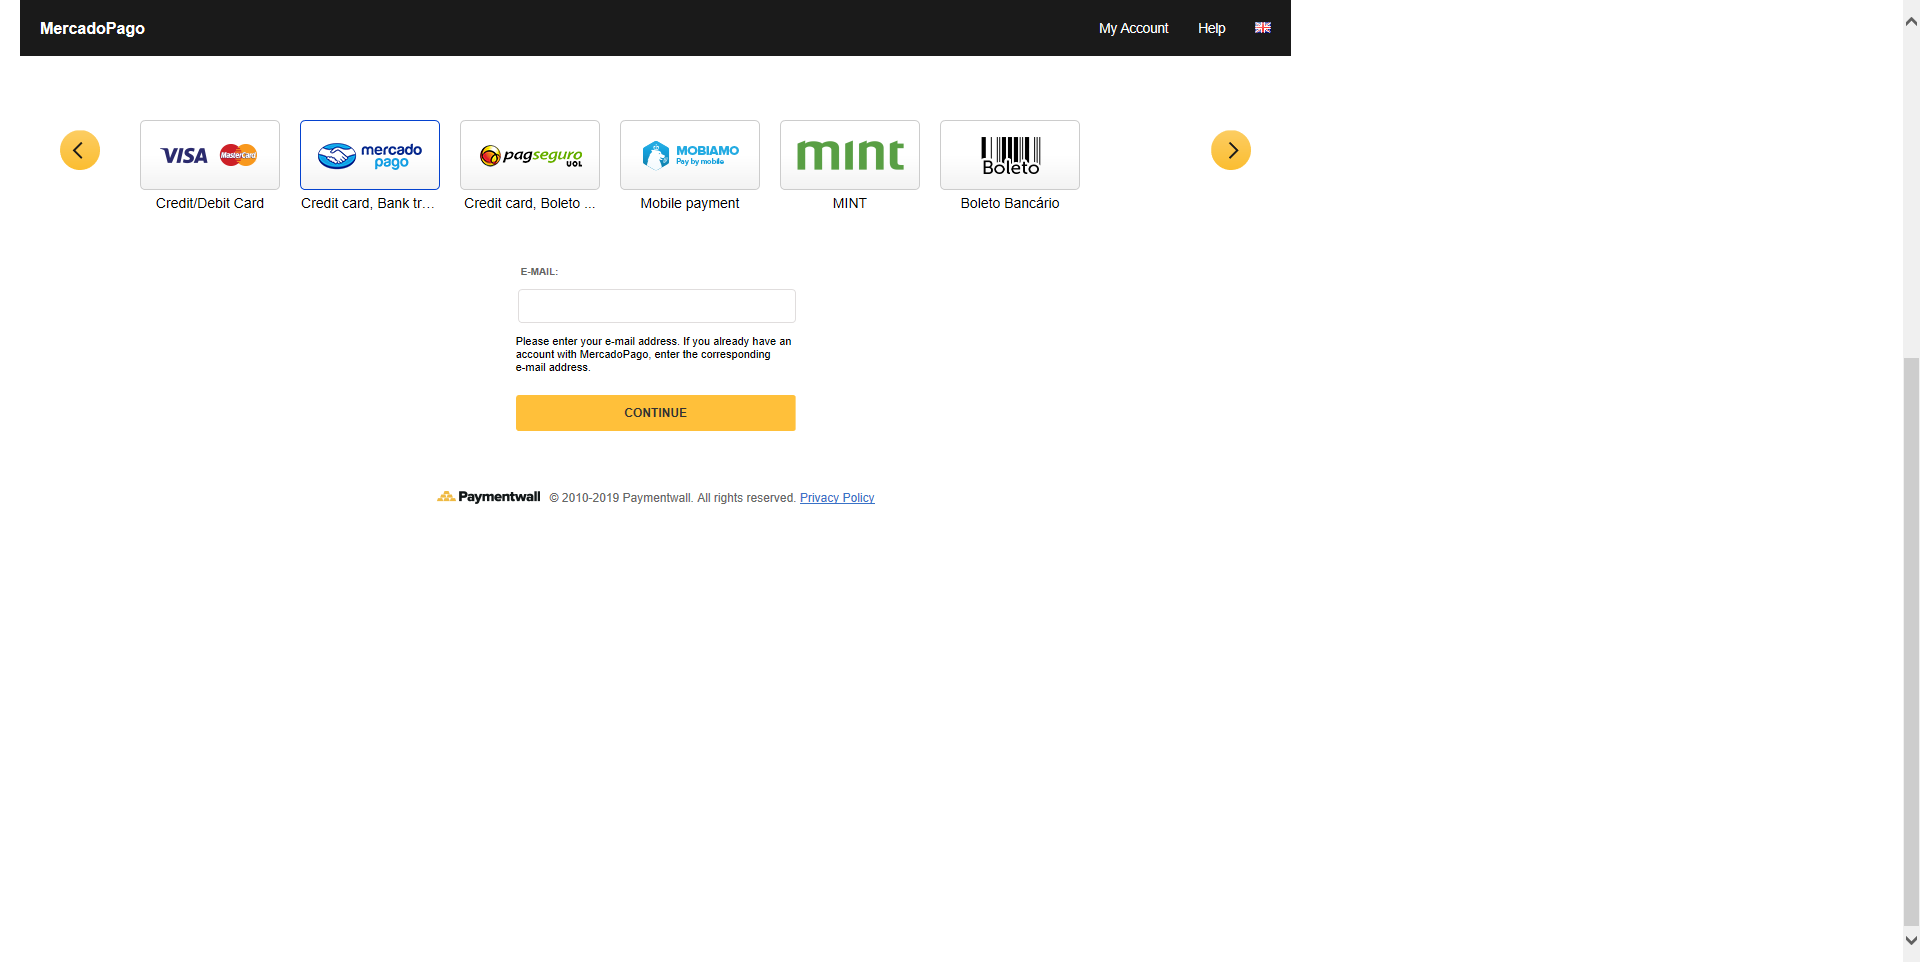 MercadoPago
My Account Help
VISA MasterCard
mercado
pago
pagseguro
UOL
MOBIAMO
Pay by mobile
mint
Boleto
Credit/Debit Card
Credit card, Bank tr...
Credit card, Boleto ...
Mobile payment
MINT
Boleto Bancário
E-MAIL:
Please enter your e-mail address. If you already have an
account with MercadoPago, enter the corresponding
e-mail address.
CONTINUE
Paymentwall © 2010-2019 Paymentwall. All rights reserved. Privacy Policy